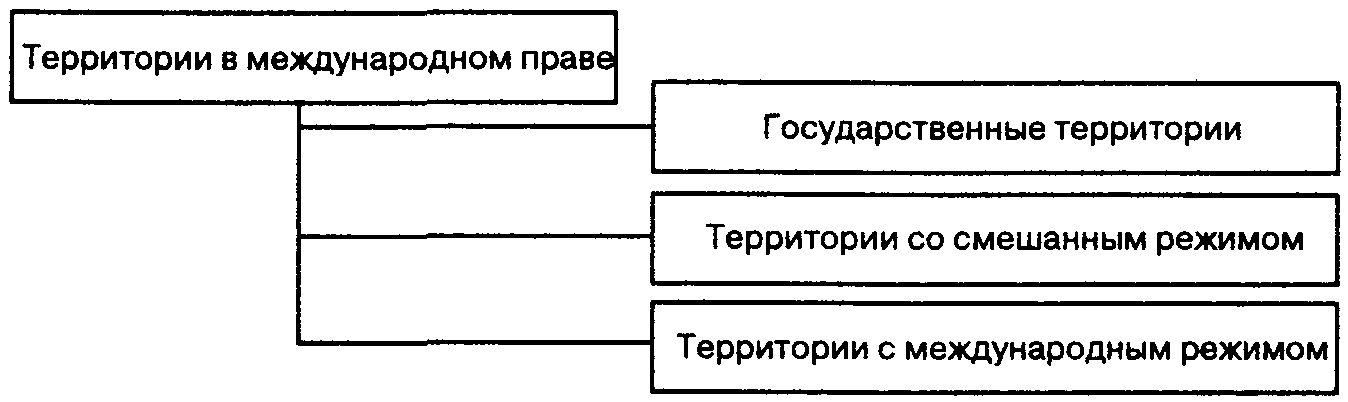 Территории в международном праве
Государственные территории
Территории со смешанным режимом
Территории с международным режимом